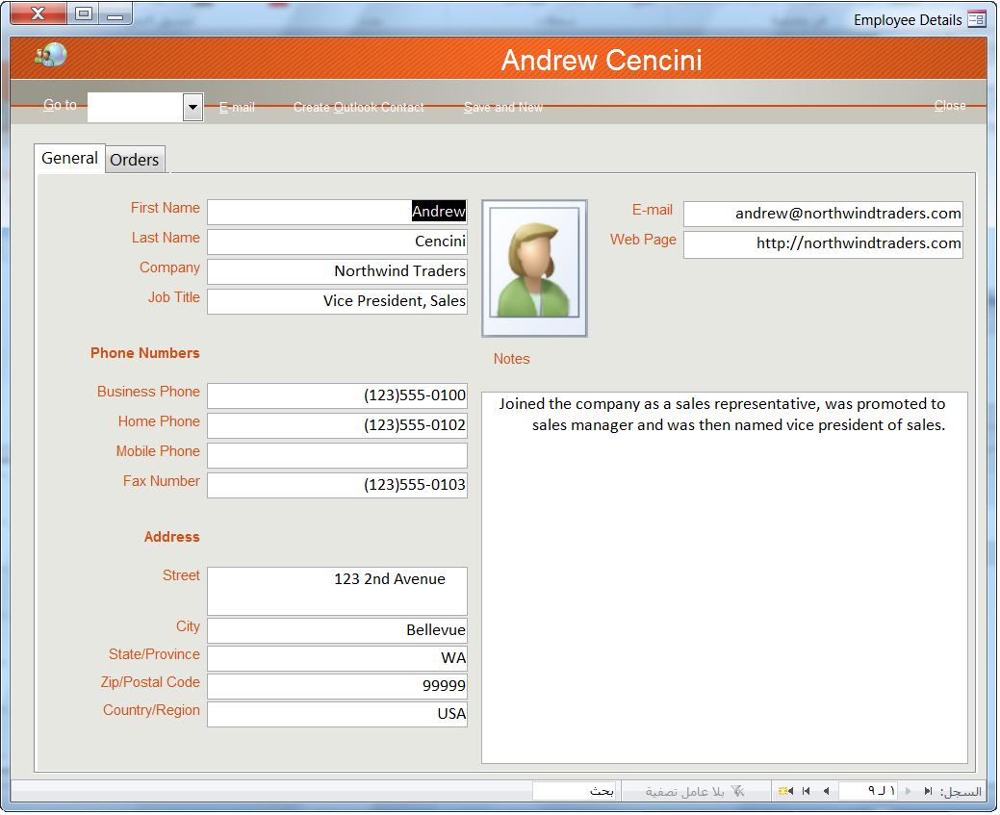 Employee Details
Andrew Cencini
Go to
E-mail
Create Outlook Contact
Save and New
Close
General
Orders
First Name Andrew
Last Name Cencini
Company Northwind Traders
Job Title Vice President, Sales
E-mail andrew@northwindtraders.com
Web Page http://northwindtraders.com
Phone Numbers
Business Phone (123)555-0100
Home Phone (123)555-0102
Mobile Phone
Fax Number (123)555-0103
Address
Street 123 2nd Avenue
City Bellevue
State/Province WA
Zip/Postal Code 99999
Country/Region USA
Notes
Joined the company as a sales representative, was promoted to
sales manager and was then named vice president of sales.
السجل: ١ لـ ٩ بلا عامل تصفية بحث